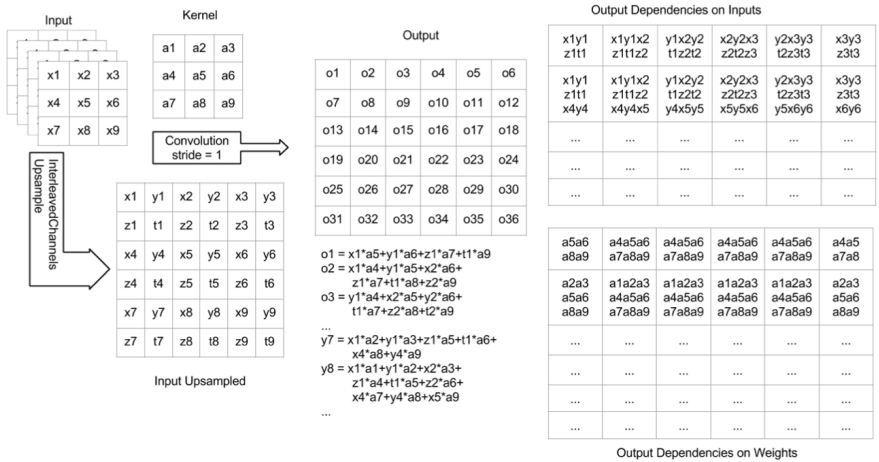 Input
x1 x2 x3
x4 x5 x6
x7 x8 x9
Kernel
a1 a2 a3
a4 a5 a6
a7 a8 a9
Convolution
stride = 1
InterleavedChannels
Upsample
x1 y1 x2 y2 x3 y3
z1 t1 z2 t2 z3 t3
x4 y4 x5 y5 x6 y6
z4 t4 z5 t5 z6 t6
x7 y7 x8 y8 x9 y9
z7 t7 z8 t8 z9 t9
Input Upsampled
Output
o1 o2 o3 o4 o5 o6
o7 o8 o9 o10 o11 o12
o13 o14 o15 o16 o17 o18
o19 o20 o21 o22 o23 o24
o25 o26 o27 o28 o29 o30
o31 o32 o33 o34 o35 o36
o1 = x1*a5+y1*a6+z1*a7+t1*a9
o2 = x1*a4+y1*a5+x2*a6+
z1*a7+t1*a8+z2*a9
o3 = y1*a4+x2*a5+y2*a6+
t1*a7+z2*a8+t2*a9
...
y7 = x1*a2+y1*a3+z1*a5+t1*a6+
x4*a8+y4*a9
y8 = x1*a1+y1*a2+x2*a3+
z1*a4+t1*a5+z2*a6+
x4*a7+y4*a8+x5*a9
...
Output Dependencies on Inputs
x1y1 x1y1x2 y1x2y2 x2y2x3 y2x3y3 x3y3
z1t1 z1t1z2 t1z2t2 z2t2z3 t2z3t3 z3t3
x1y1 x1y1x2 y1x2y2 x2y2x3 y2x3y3 x3y3
z1t1 z1t1z2 t1z2t2 z2t2z3 t2z3t3 z3t3
x4y4 x4y4x5 y4x5y5 x5y5x6 y5x6y6 x6y6
... ... ... ... ... ...
... ... ... ... ... ...
... ... ... ... ... ...
a5a6 a4a5a6 a4a5a6 a4a5a6 a4a5a6 a4a5
a8a9 a7a8a9 a7a8a9 a7a8a9 a7a8a9 a7a8
a2a3 a1a2a3 a1a2a3 a1a2a3 a1a2a3 a2a3
a5a6 a4a5a6 a4a5a6 a4a5a6 a4a5a6 a5a6
a8a9 a7a8a9 a7a8a9 a7a8a9 a7a8a9 a8a9
... ... ... ... ... ...
... ... ... ... ... ...
... ... ... ... ... ...
... ... ... ... ... ...
Output Dependencies on Weights